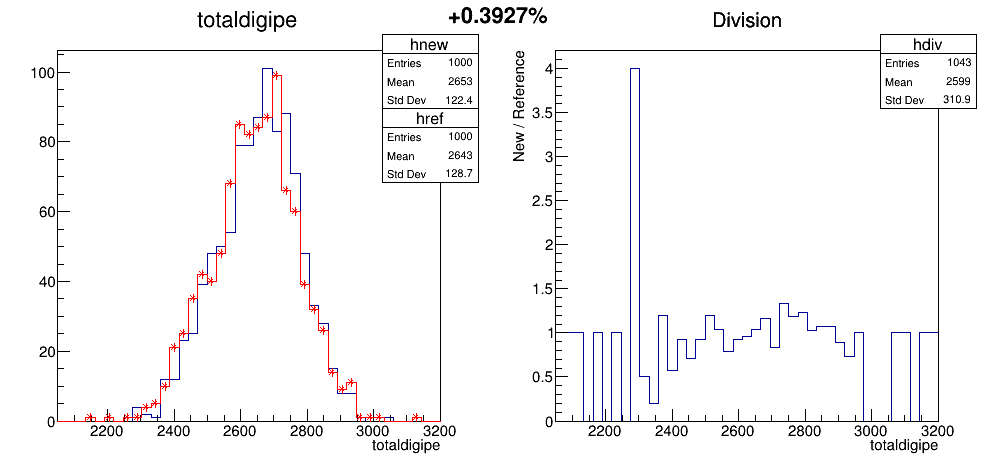 +0.3927%
totaldigipe
hnew
Entries 1000
Mean 2653
Std Dev 122.4
href
Entries 1000
Mean 2643
Std Dev 128.7
100
80
60
40
20
0
2200 2400 2600 2800 3000 3200
totaldigipe
Division
hdiv
Entries 1043
Mean 2599
Std Dev 310.9
New / Reference
4
3.5
3
2.5
2
1.5
1
0.5
0
2200 2400 2600 2800 3000 3200
totaldigipe